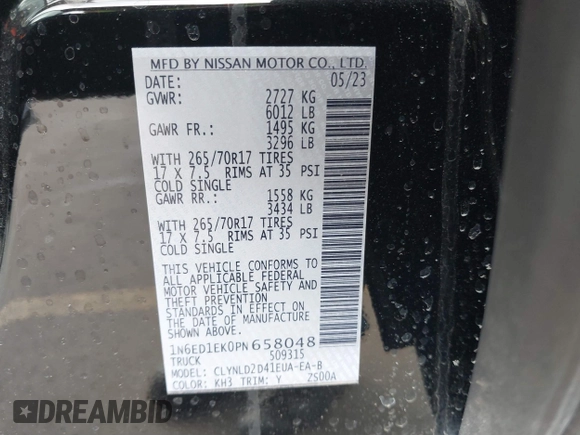 MFD BY NISSAN MOTOR CO., LTD.
DATE: 05/23
GVWR: 2727 KG
6012 LB
GAWR FR.: 1495 KG
3296 LB
WITH 265/70R17 TIRES
17 X 7.5 RIMS AT 35 PSI
COLD SINGLE
GAWR RR.: 1558 KG
3434 LB
WITH 265/70R17 TIRES
17 X 7.5 RIMS AT 35 PSI
COLD SINGLE
THIS VEHICLE CONFORMS TO
ALL APPLICABLE FEDERAL
MOTOR VEHICLE SAFETY AND
THEFT PREVENTION
STANDARDS IN EFFECT ON
THE DATE OF MANUFACTURE
SHOWN ABOVE.
1N6ED1EK0PN658048
TRUCK 509315
MODEL: CLYNLD2D41EUA-EA-B
COLOR: KH3 TRIM: Y ZS00A
DREAMBID